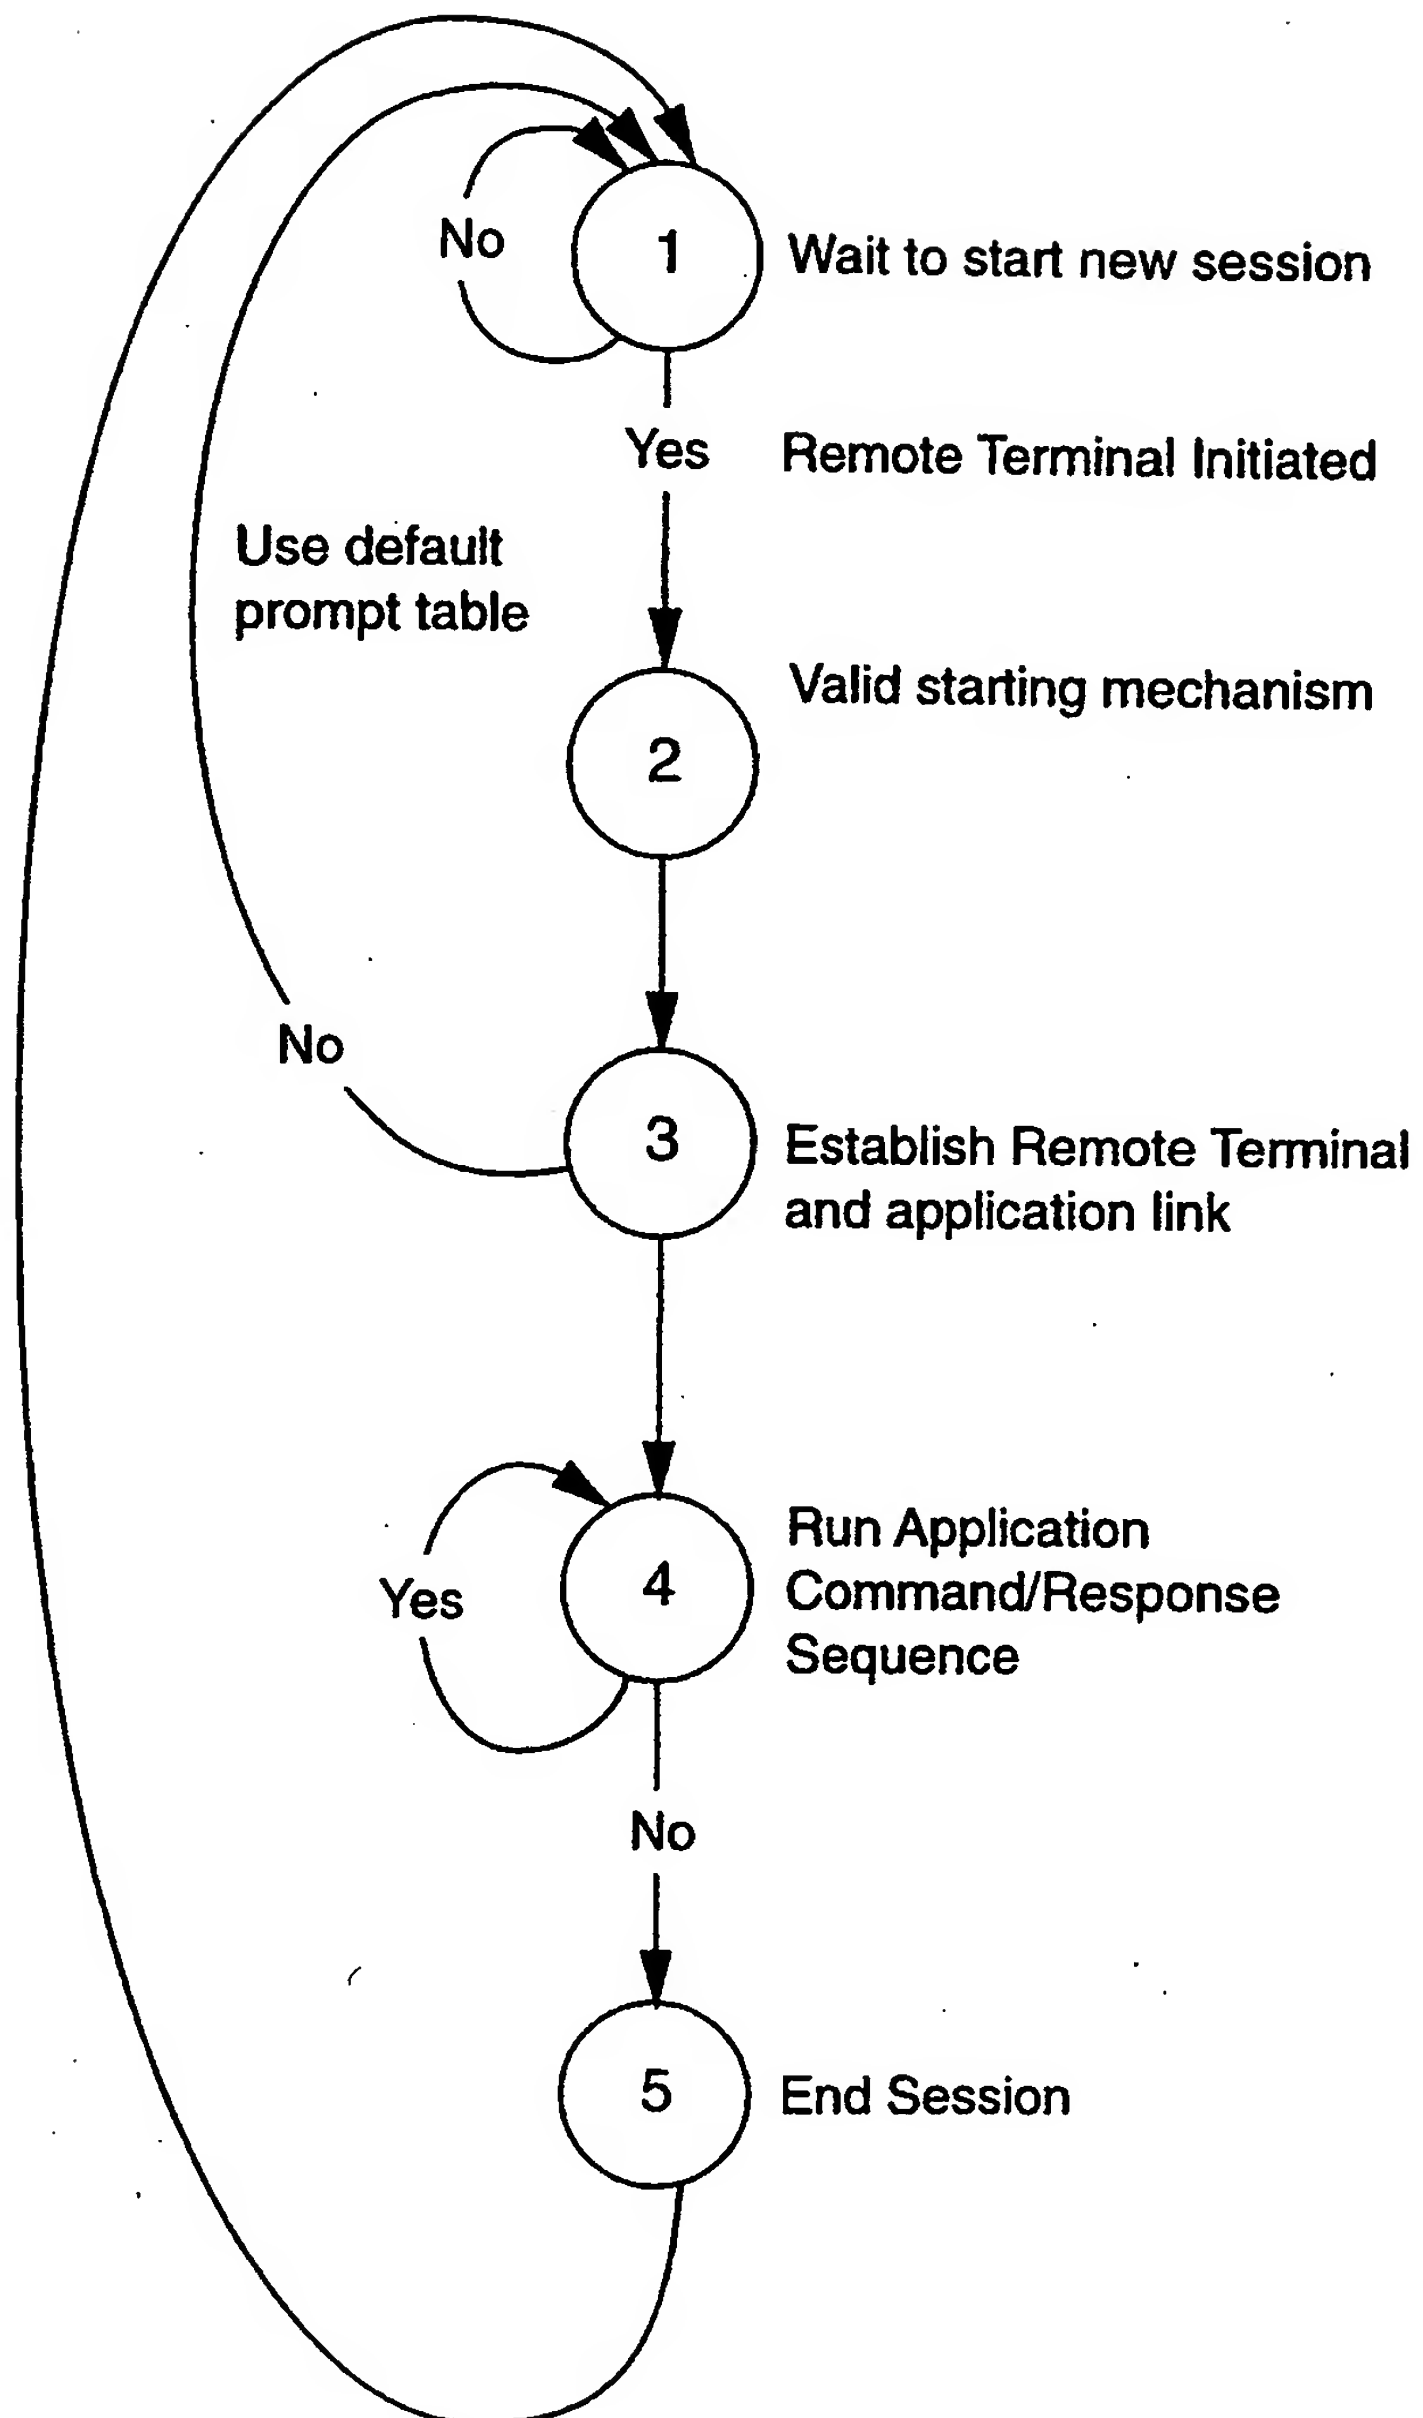 No
1
Wait to start new session
Yes
Remote Terminal Initiated
Use default
prompt table
Valid starting mechanism
2
No
3
Establish Remote Terminal
and application link
Run Application
Yes
4
Command/Response
Sequence
No
5
End Session